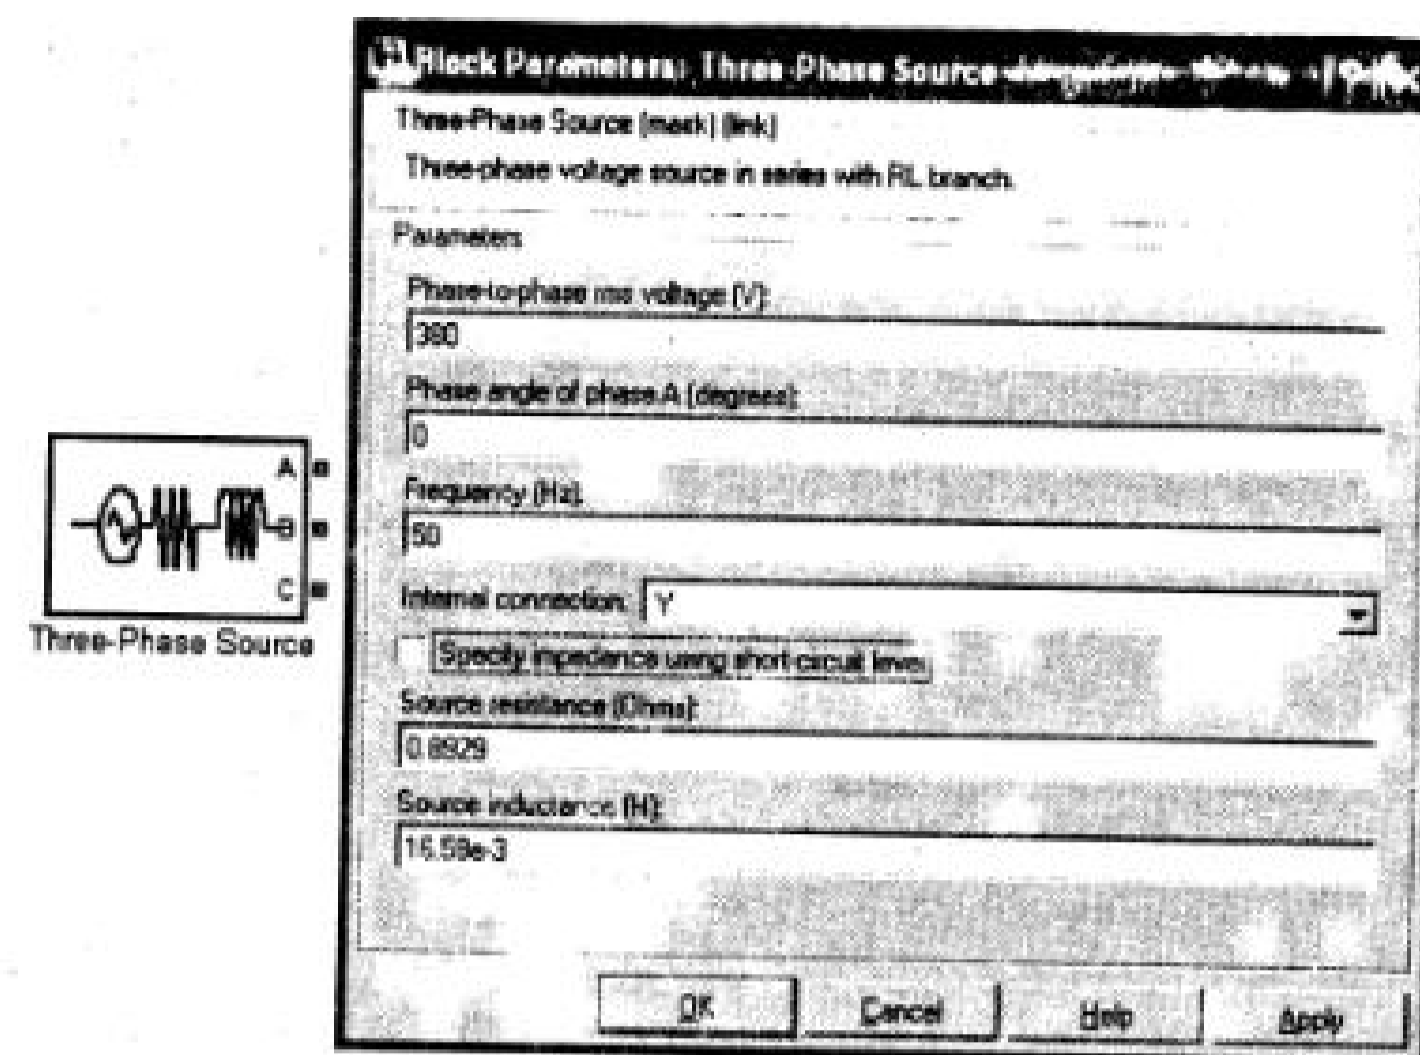 Block Parameters: Three-Phase Source
Three-Phase Source (mask) (link)
Three-phase voltage source in series with RL branch.
Parameters
Phase-to-phase rms voltage (V):
380
Phase angle of phase A (degrees):
0
Frequency (Hz):
50
Internal connection: Y
Specify impedance using short-circuit level
Source resistance (Ohms):
0.8929
Source inductance (H):
16.58e-3
OK Cancel Help Apply
A
B
C
Three-Phase Source